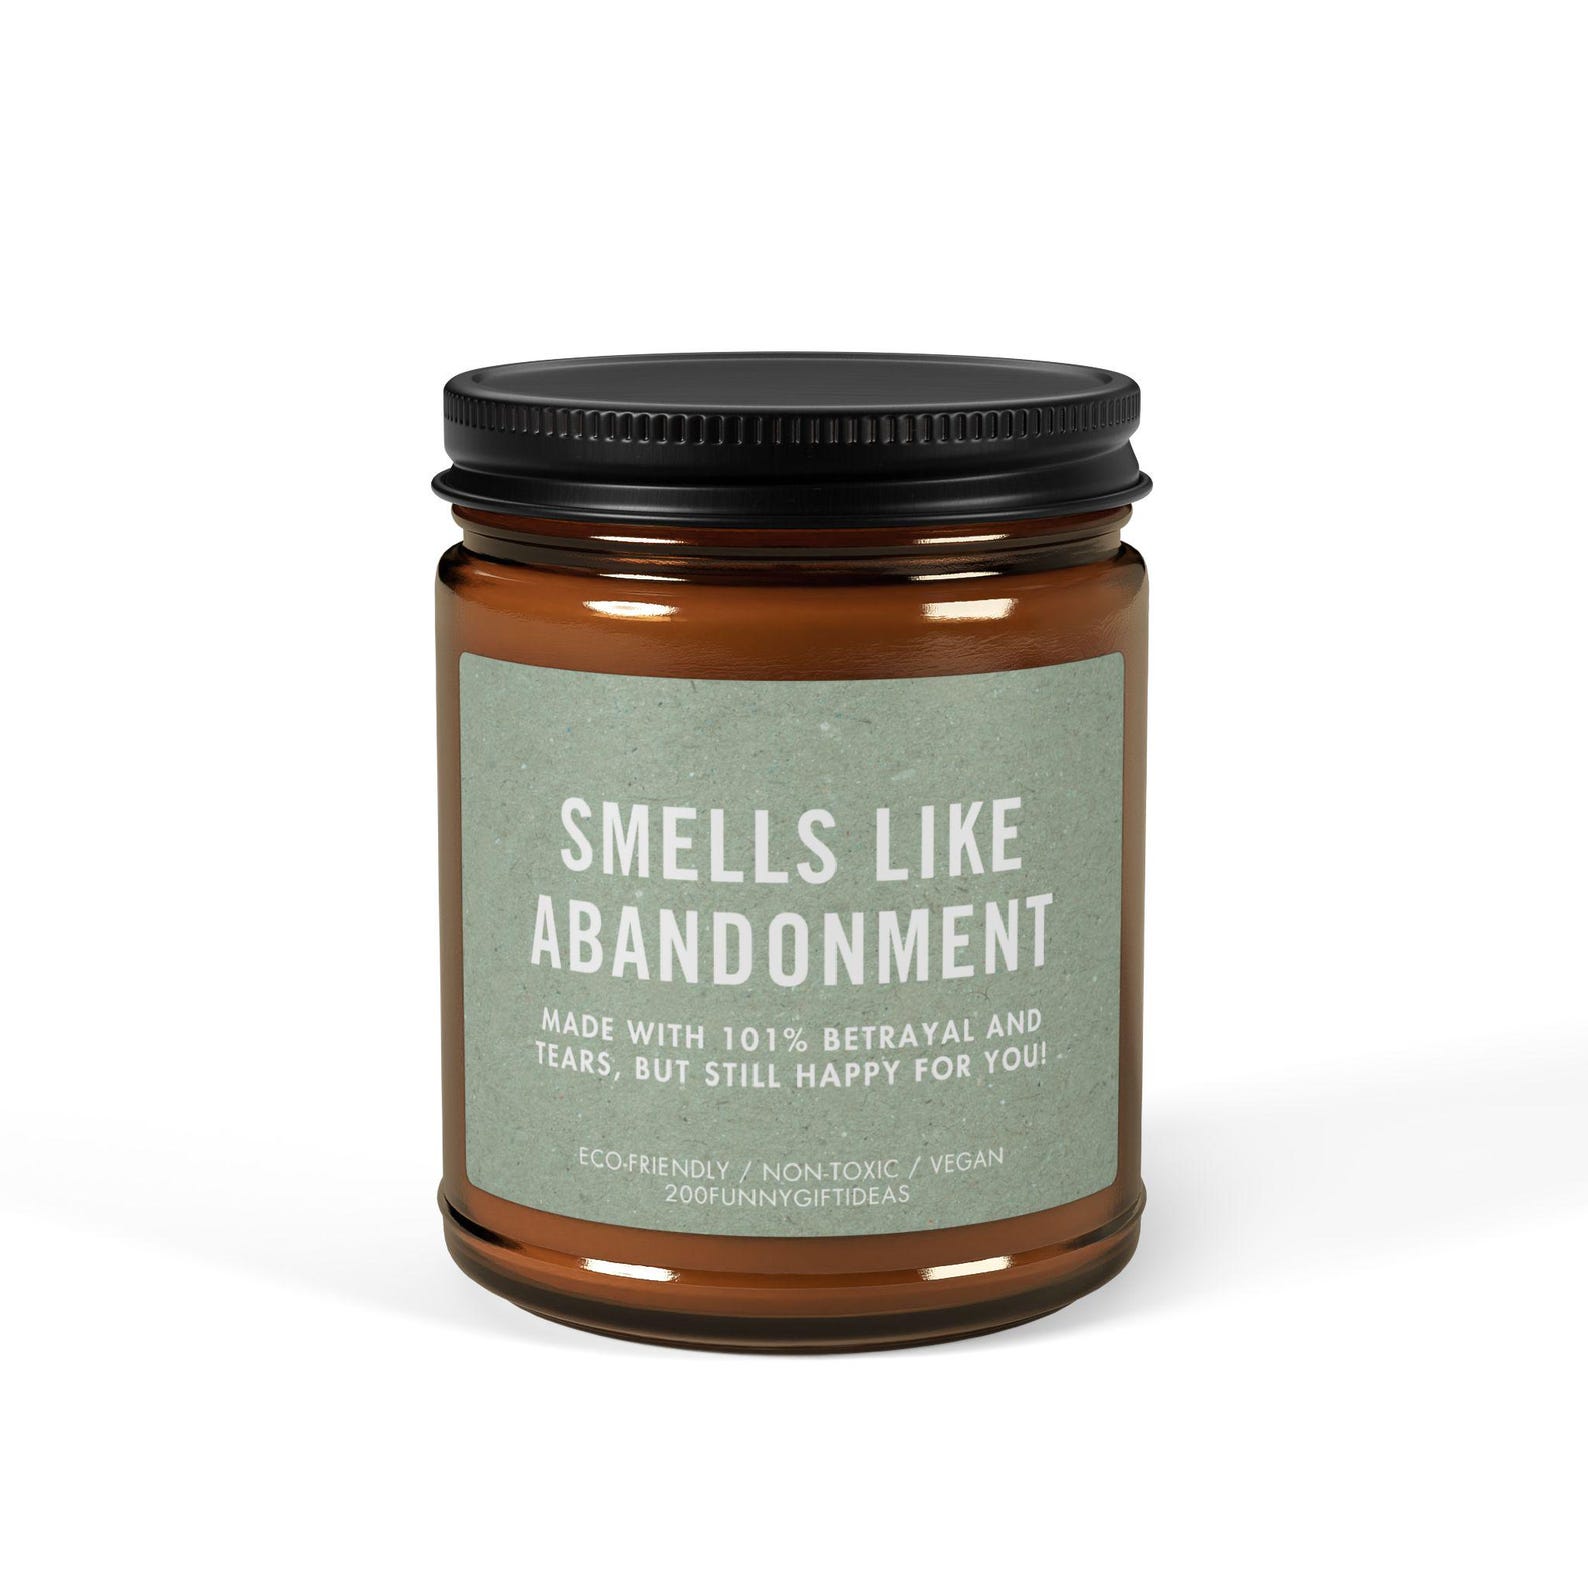 SMELLS LIKE
ABANDONMENT
MADE WITH 101% BETRAYAL AND
TEARS, BUT STILL HAPPY FOR YOU!
ECO-FRIENDLY / NON-TOXIC / VEGAN
200FUNNYGIFTIDEAS